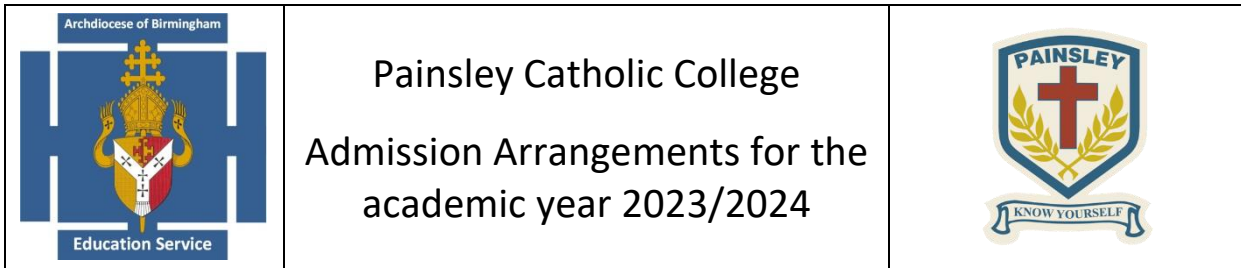 Archdiocese of Birmingham
Education Service
Painsley Catholic College
Admission Arrangements for the
academic year 2023/2024
PAINSLEY
KNOW YOURSELF